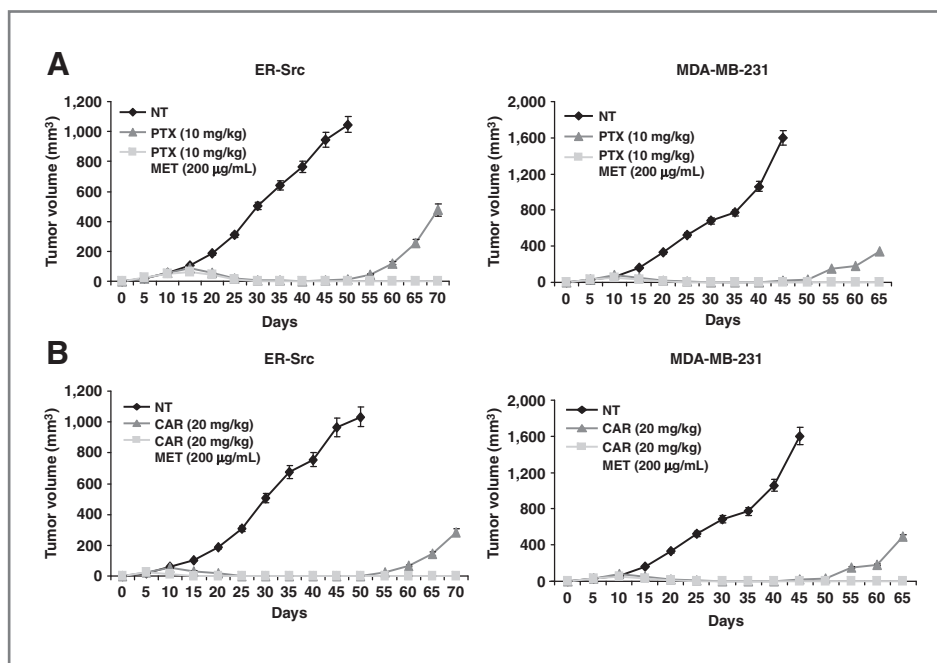 A
ER-Src
Tumor volume (mm³)
1,200
1,000
800
600
400
200
0
NT
PTX (10 mg/kg)
PTX (10 mg/kg)
MET (200 µg/mL)
0 5 10 15 20 25 30 35 40 45 50 55 60 65 70
Days
MDA-MB-231
Tumor volume (mm³)
2,000
1,600
1,200
800
400
0
NT
PTX (10 mg/kg)
PTX (10 mg/kg)
MET (200 µg/mL)
0 5 10 15 20 25 30 35 40 45 50 55 60 65
Days
B
ER-Src
Tumor volume (mm³)
1,200
1,000
800
600
400
200
0
NT
CAR (20 mg/kg)
CAR (20 mg/kg)
MET (200 µg/mL)
0 5 10 15 20 25 30 35 40 45 50 55 60 65 70
Days
MDA-MB-231
Tumor volume (mm³)
2,000
1,600
1,200
800
400
0
NT
CAR (20 mg/kg)
CAR (20 mg/kg)
MET (200 µg/mL)
0 5 10 15 20 25 30 35 40 45 50 55 60 65
Days